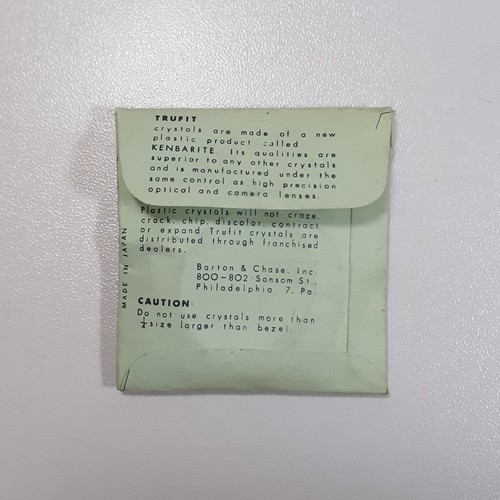 TRUFIT
crystals are made of a new
plastic product called
KENBARITE. Its qualities are
superior to any other crystals
and is manufactured under the
same control as high precision
optical and camera lenses.
Plastic crystals will not craze,
crack, chip, discolor, contract
or expand. Trufit crystals are
distributed through franchised
dealers.
Barton & Chase, Inc.
800-802 Sansom St.,
Philadelphia 7, Pa.
CAUTION:
Do not use crystals more than
¼ size larger than bezel.
MADE IN JAPAN